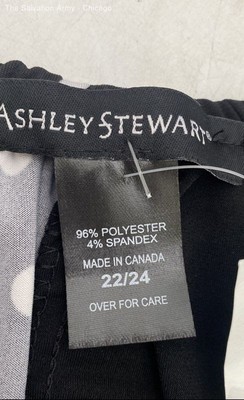 The Salvation Army - Chicago
ASHLEY STEWART
96% POLYESTER
4% SPANDEX
MADE IN CANADA
22/24
OVER FOR CARE